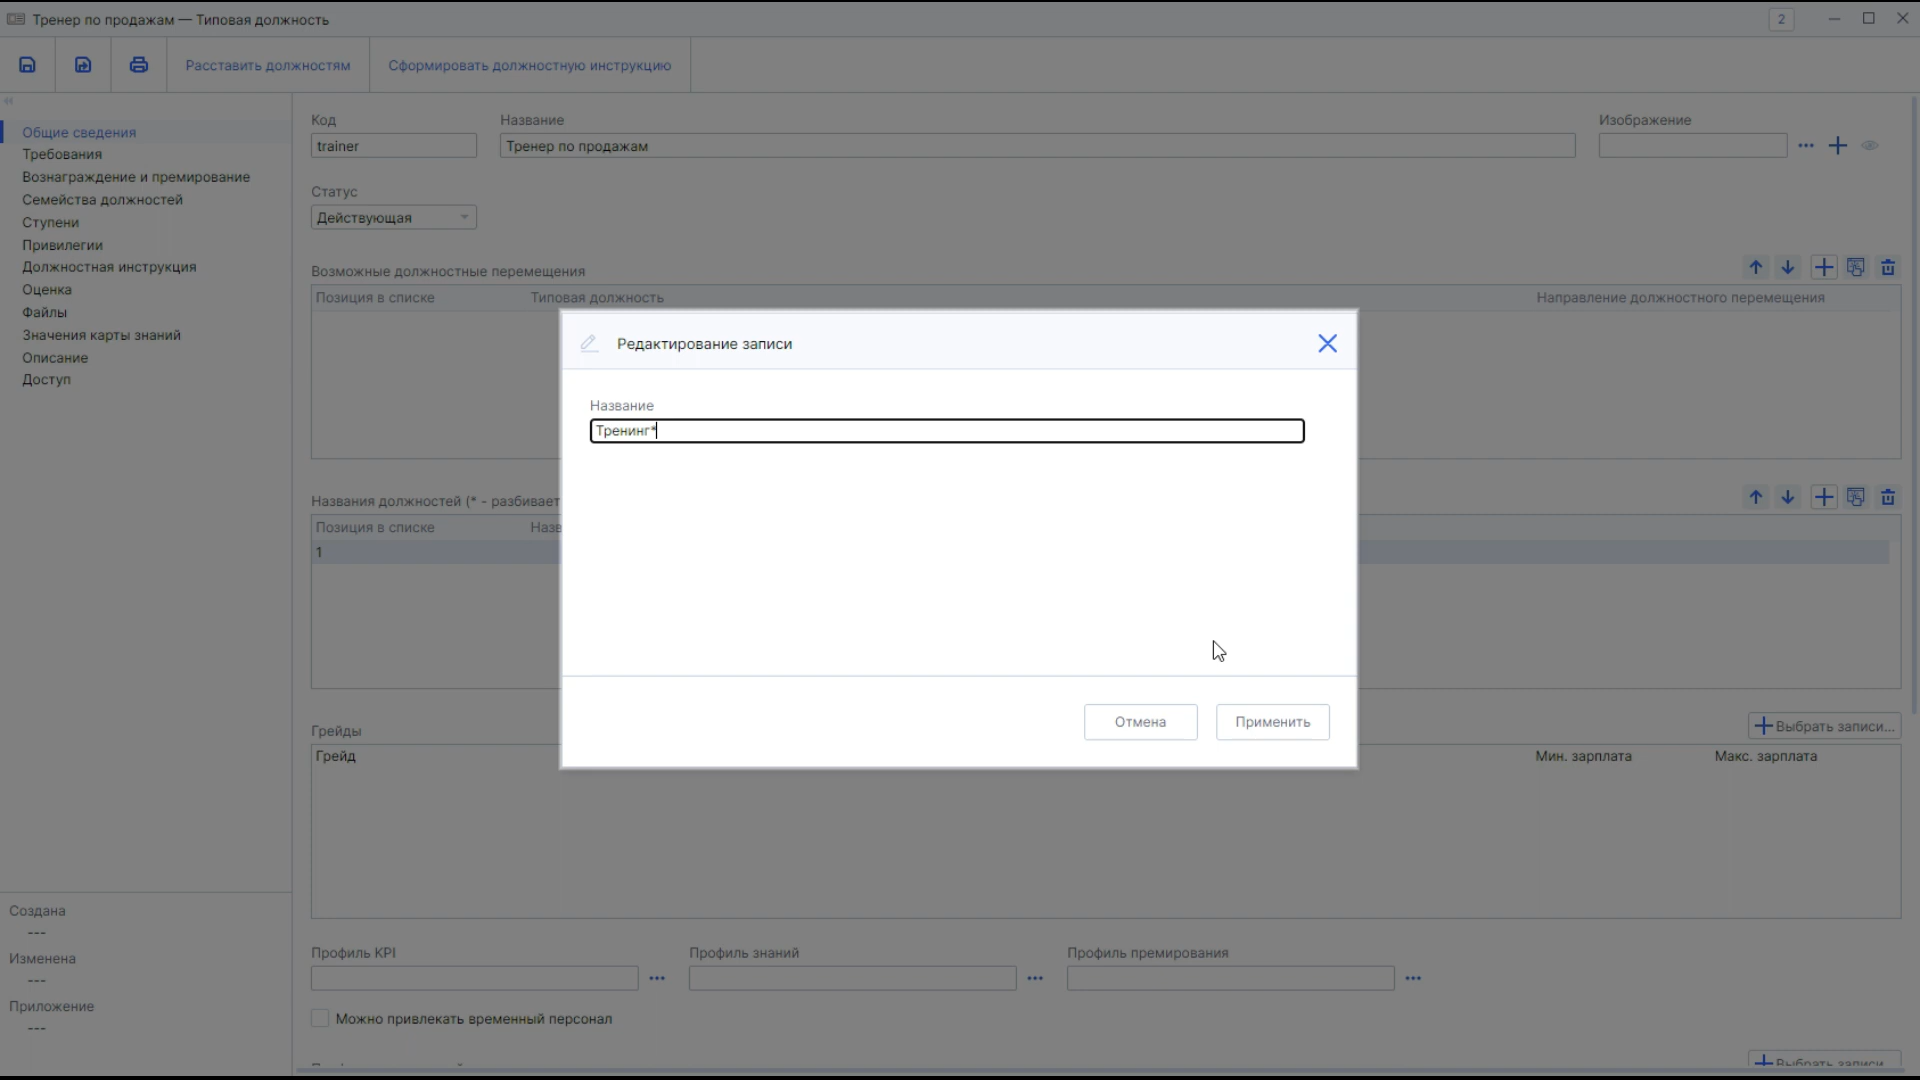 Тренер по продажам — Типовая должность
2
Расставить должностям
Сформировать должностную инструкцию
Общие сведения
Требования
Вознаграждение и премирование
Семейства должностей
Ступени
Привилегии
Должностная инструкция
Оценка
Файлы
Значения карты знаний
Описание
Доступ
Создана
---
Изменена
---
Приложение
---
Код
Название
Изображение
trainer
Тренер по продажам
Статус
Действующая
Возможные должностные перемещения
Позиция в списке
Типовая должность
Направление должностного перемещения
Редактирование записи
Название
Тренинг*
Отмена
Применить
Названия должностей (* - разбивает
Позиция в списке
1
Грейды
Выбрать записи...
Грейд
Мин. зарплата
Макс. зарплата
Профиль KPI
Профиль знаний
Профиль премирования
Можно привлекать временный персонал
Выбрать записи...